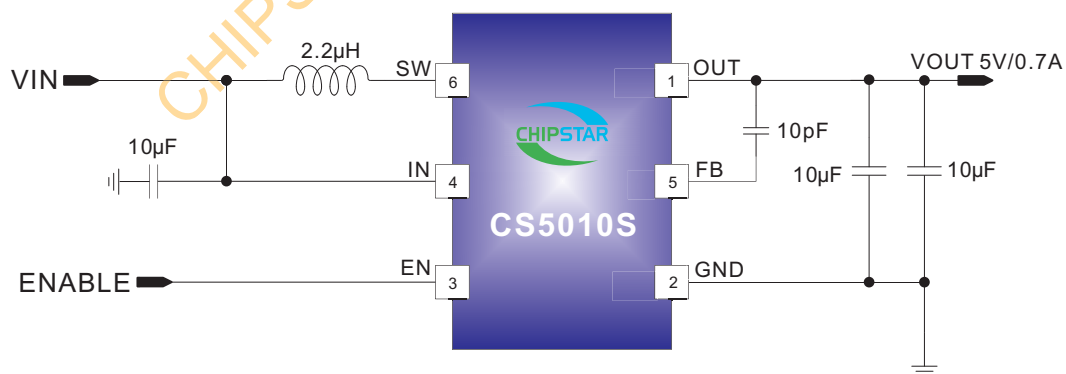 CHIPS
VIN
2.2µH
SW
6
1
OUT
VOUT 5V/0.7A
10µF
IN
4
CHIPSTAR
5
FB
10pF
10µF
10µF
CS5010S
ENABLE
EN
3
2
GND